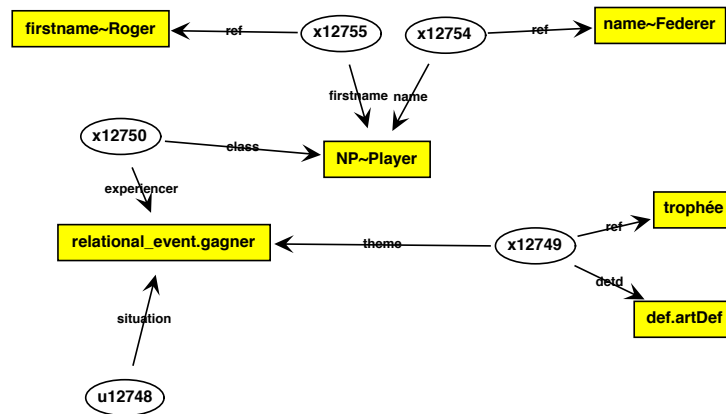 firstname~Roger
ref
x12755
x12754
ref
name~Federer
firstname
name
x12750
class
NP~Player
experiencer
relational_event.gagner
theme
x12749
ref
trophée
detd
def.artDef
situation
u12748